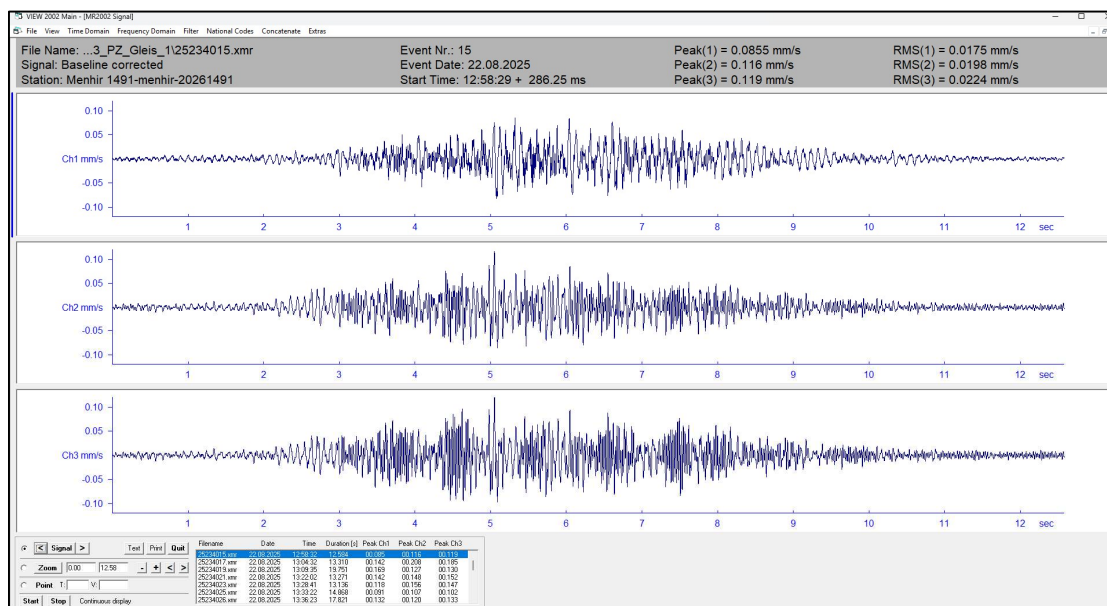 VIEW 2002 Main - [MR2002 Signal]
File View Time Domain Frequency Domain Filter National Codes Concatenate Extras
File Name: ...3_PZ_Gleis_1\25234015.xmr Event Nr.: 15 Peak(1) = 0.0855 mm/s RMS(1) = 0.0175 mm/s
Signal: Baseline corrected Event Date: 22.08.2025 Peak(2) = 0.116 mm/s RMS(2) = 0.0198 mm/s
Station: Menhir 1491-menhir-20261491 Start Time: 12:58:29 + 286.25 ms Peak(3) = 0.119 mm/s RMS(3) = 0.0224 mm/s
0.10
0.05
Ch1 mm/s
-0.05
-0.10
1 2 3 4 5 6 7 8 9 10 11 12 sec
0.10
0.05
Ch2 mm/s
-0.05
-0.10
1 2 3 4 5 6 7 8 9 10 11 12 sec
0.10
0.05
Ch3 mm/s
-0.05
-0.10
1 2 3 4 5 6 7 8 9 10 11 12 sec
< Signal > Text Print Quit
Zoom 0.00 12.58 - + < >
Point T: V:
Start Stop Continuous display
Filename Date Time Duration [s] Peak Ch1 Peak Ch2 Peak Ch3
25234015.xmr 22.08.2025 12:58:32 12.584 00.085 00.116 00.119
25234017.xmr 22.08.2025 13:04:32 13.310 00.142 00.208 00.185
25234019.xmr 22.08.2025 13:09:35 19.751 00.169 00.127 00.130
25234021.xmr 22.08.2025 13:22:02 13.271 00.142 00.148 00.152
25234023.xmr 22.08.2025 13:28:41 13.136 00.118 00.156 00.147
25234025.xmr 22.08.2025 13:33:22 14.868 00.091 00.107 00.102
25234026.xmr 22.08.2025 13:36:23 17.821 00.132 00.120 00.133